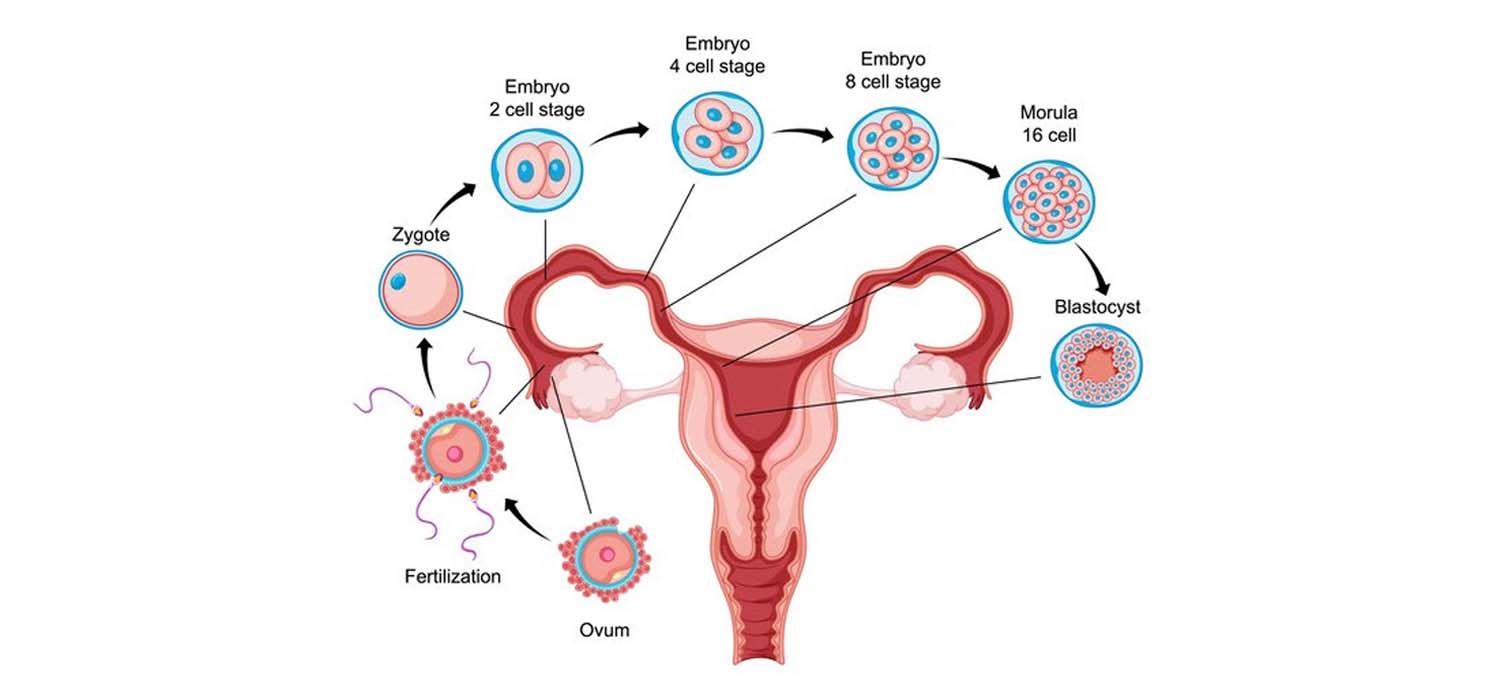 Ovum
Fertilization
Zygote
Embryo
2 cell stage
Embryo
4 cell stage
Embryo
8 cell stage
Morula
16 cell
Blastocyst